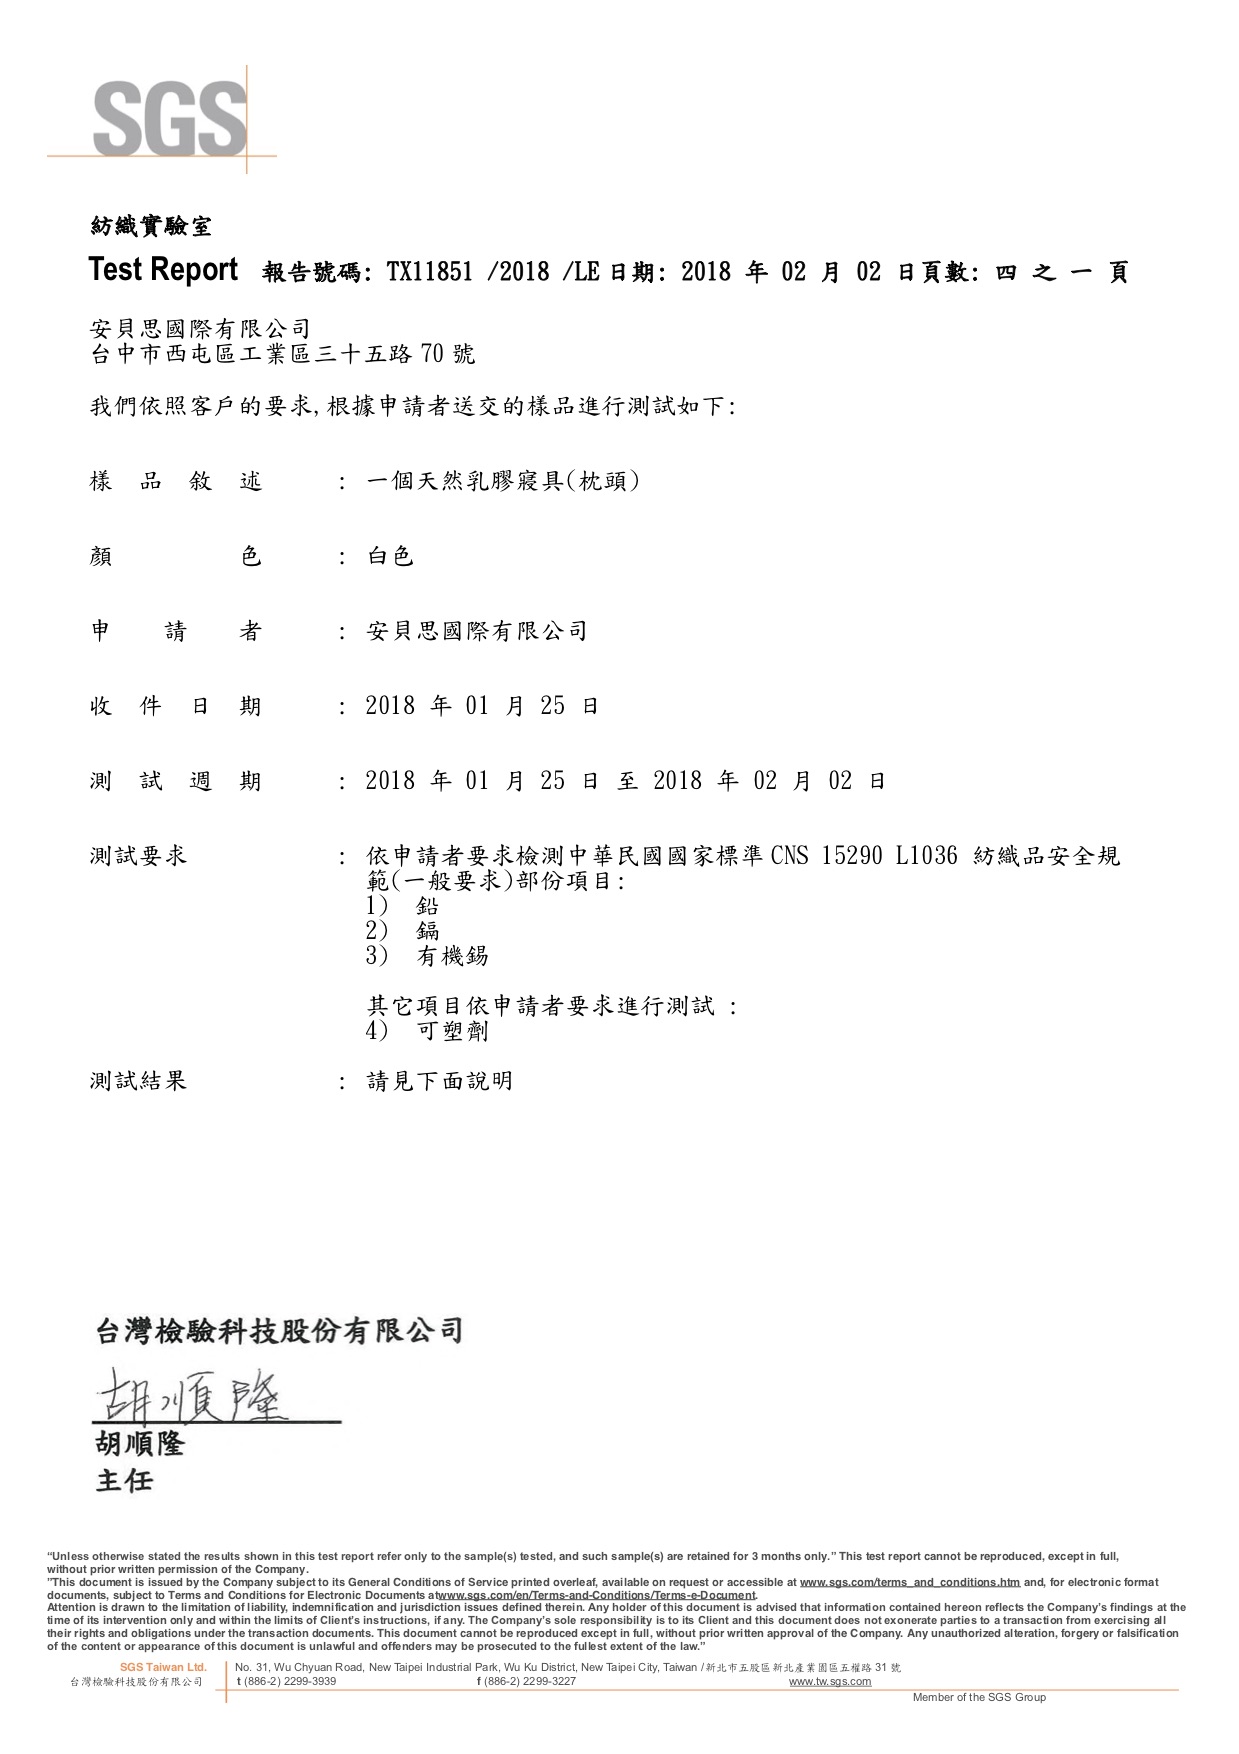 SGS
紡織實驗室
Test Report 報告號碼: TX11851 /2018 /LE 日期: 2018 年 02 月 02 日頁數: 四 之 一 頁
安貝思國際有限公司
台中市西屯區工業區三十五路 70 號
我們依照客戶的要求,根據申請者送交的樣品進行測試如下:
樣品敘述 : 一個天然乳膠寢具(枕頭)
顏色 : 白色
申請者 : 安貝思國際有限公司
收件日期 : 2018 年 01 月 25 日
測試週期 : 2018 年 01 月 25 日 至 2018 年 02 月 02 日
測試要求 : 依申請者要求檢測中華民國國家標準 CNS 15290 L1036 紡織品安全規
範(一般要求)部份項目:
1) 鉛
2) 鎘
3) 有機錫
其它項目依申請者要求進行測試 :
4) 可塑劑
測試結果 : 請見下面說明
台灣檢驗科技股份有限公司
胡順隆
胡順隆
主任
“Unless otherwise stated the results shown in this test report refer only to the sample(s) tested, and such sample(s) are retained for 3 months only.” This test report cannot be reproduced, except in full,
without prior written permission of the Company.
”This document is issued by the Company subject to its General Conditions of Service printed overleaf, available on request or accessible at www.sgs.com/terms_and_conditions.htm and, for electronic format
documents, subject to Terms and Conditions for Electronic Documents atwww.sgs.com/en/Terms-and-Conditions/Terms-e-Document.
Attention is drawn to the limitation of liability, indemnification and jurisdiction issues defined therein. Any holder of this document is advised that information contained hereon reflects the Company’s findings at the
time of its intervention only and within the limits of Client’s instructions, if any. The Company’s sole responsibility is to its Client and this document does not exonerate parties to a transaction from exercising all
their rights and obligations under the transaction documents. This document cannot be reproduced except in full, without prior written approval of the Company. Any unauthorized alteration, forgery or falsification
of the content or appearance of this document is unlawful and offenders may be prosecuted to the fullest extent of the law.”
SGS Taiwan Ltd. No. 31, Wu Chyuan Road, New Taipei Industrial Park, Wu Ku District, New Taipei City, Taiwan /新北市五股區新北產業園區五權路 31 號
台灣檢驗科技股份有限公司 t (886-2) 2299-3939 f (886-2) 2299-3227 www.tw.sgs.com
Member of the SGS Group